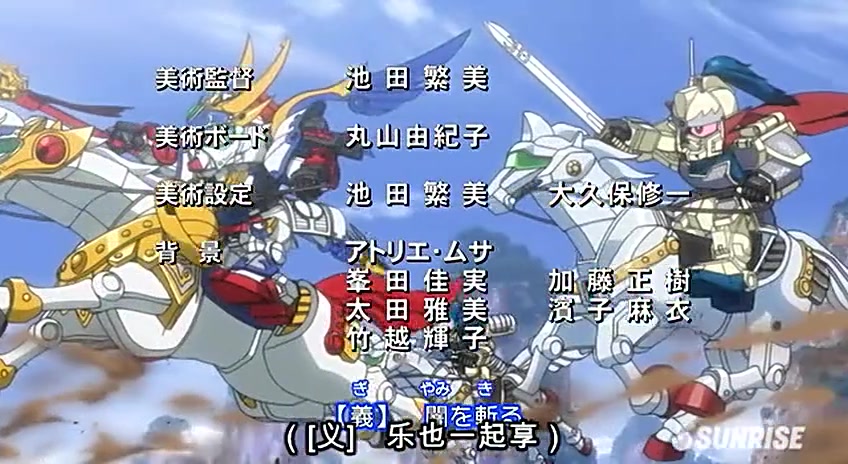 美術監督 池田繁美
美術ボード 丸山由紀子
美術設定 池田繁美 大久保修一
背景 アトリエ・ムサ
峯田佳実 加藤正樹
太田雅美 濱子麻衣
竹越輝子
ぎ やみ き
【義】 闇を斬る
([义] 乐也一起享)
SUNRISE